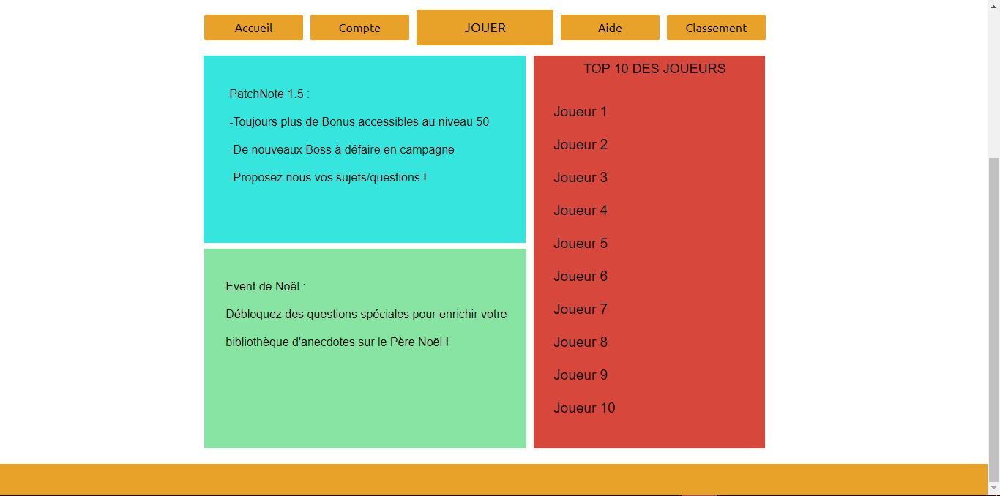 Accueil
Compte
JOUER
Aide
Classement
PatchNote 1.5 :
-Toujours plus de Bonus accessibles au niveau 50
-De nouveaux Boss à défaire en campagne
-Proposez nous vos sujets/questions !
Event de Noël :
Débloquez des questions spéciales pour enrichir votre
bibliothèque d'anecdotes sur le Père Noël !
TOP 10 DES JOUEURS
Joueur 1
Joueur 2
Joueur 3
Joueur 4
Joueur 5
Joueur 6
Joueur 7
Joueur 8
Joueur 9
Joueur 10